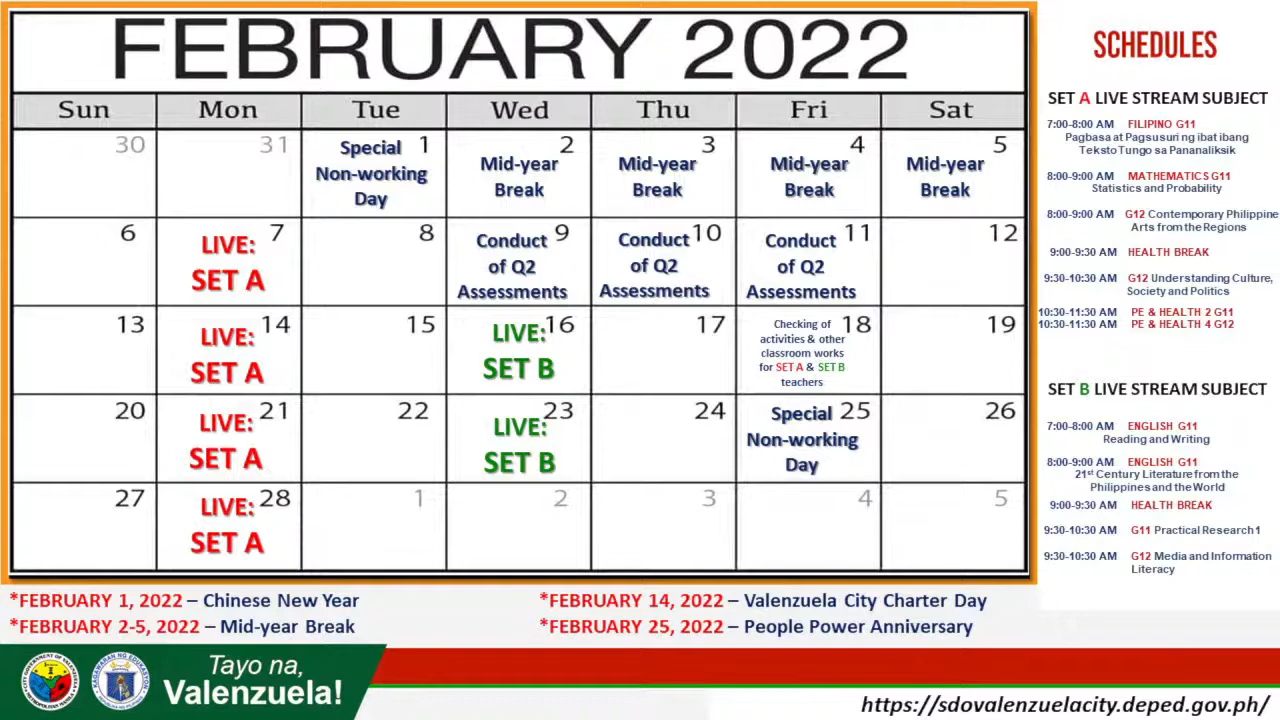 FEBRUARY 2022
Sun Mon Tue Wed Thu Fri Sat
30
31
Special 1
Non-working
Day
2
Mid-year
Break
3
Mid-year
Break
4
Mid-year
Break
5
Mid-year
Break
6
7
LIVE:
SET A
8
Conduct 9
of Q2
Assessments
Conduct 10
of Q2
Assessments
Conduct 11
of Q2
Assessments
12
13
LIVE: 14
SET A
15
LIVE: 16
SET B
17
Checking of 18
activities & other
classroom works
for SET A & SET B
teachers
19
20
LIVE: 21
SET A
22
LIVE: 23
SET B
24
Special 25
Non-working
Day
26
27
LIVE: 28
SET A
1
2
3
4
5
*FEBRUARY 1, 2022 – Chinese New Year
*FEBRUARY 2-5, 2022 – Mid-year Break
*FEBRUARY 14, 2022 – Valenzuela City Charter Day
*FEBRUARY 25, 2022 – People Power Anniversary
SCHEDULES
SET A LIVE STREAM SUBJECT
7:00-8:00 AM FILIPINO G11
Pagbasa at Pagsusuri ng ibat ibang
Teksto Tungo sa Pananaliksik
8:00-9:00 AM MATHEMATICS G11
Statistics and Probability
8:00-9:00 AM G12 Contemporary Philippine
Arts from the Regions
9:00-9:30 AM HEALTH BREAK
9:30-10:30 AM G12 Understanding Culture,
Society and Politics
10:30-11:30 AM PE & HEALTH 2 G11
10:30-11:30 AM PE & HEALTH 4 G12
SET B LIVE STREAM SUBJECT
7:00-8:00 AM ENGLISH G11
Reading and Writing
8:00-9:00 AM ENGLISH G11
21st Century Literature from the
Philippines and the World
9:00-9:30 AM HEALTH BREAK
9:30-10:30 AM G11 Practical Research 1
9:30-10:30 AM G12 Media and Information
Literacy
Tayo na,
Valenzuela!
https://sdovalenzuelacity.deped.gov.ph/